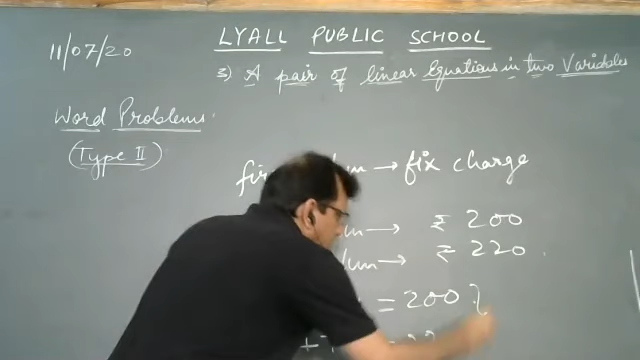 11/07/20
LYALL PUBLIC SCHOOL
3) A pair of linear Equations in two Variables
Word Problems.
(Type II)
fix charge
→ ₹ 200
→ ₹ 220.
= 200 }